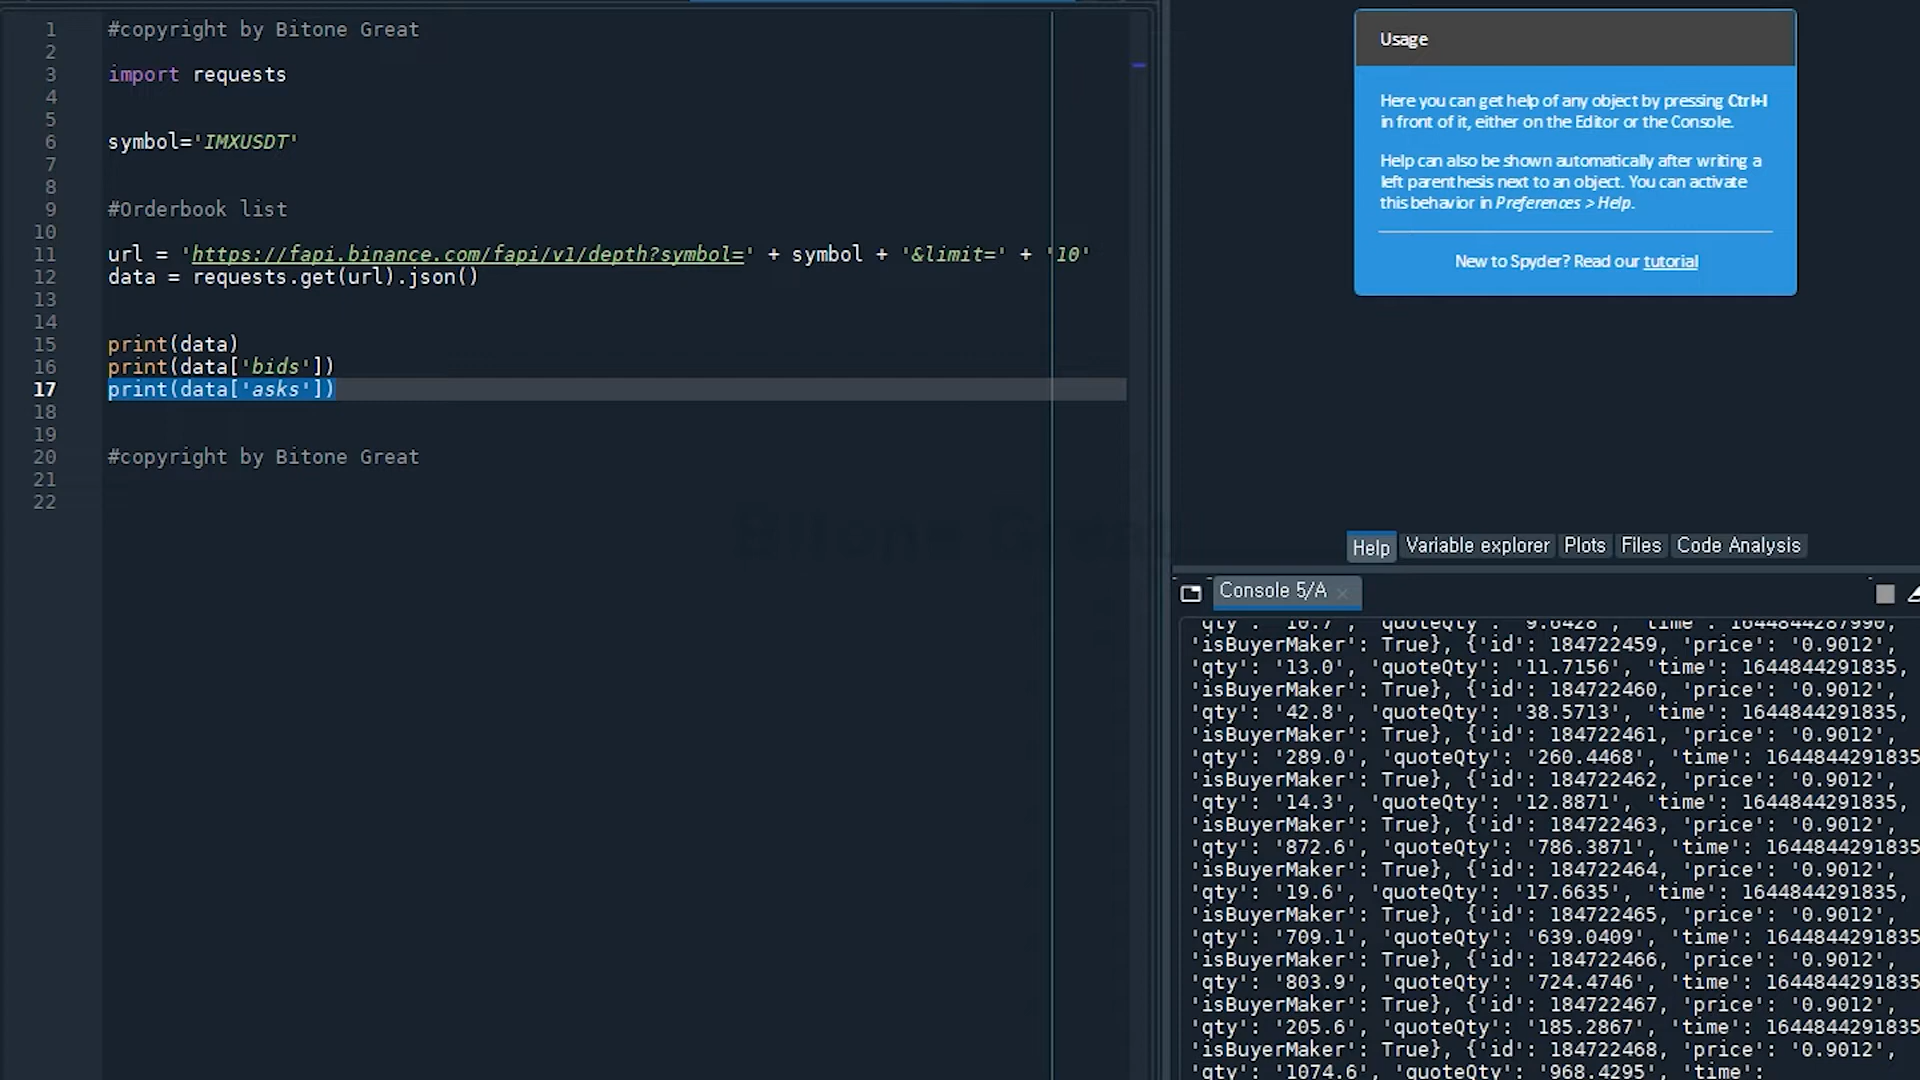 1 #copyright by Bitone Great
2
3 import requests
4
5
6 symbol='IMXUSDT'
7
8
9 #Orderbook list
10
11 url = 'https://fapi.binance.com/fapi/v1/depth?symbol=' + symbol + '&limit=' + '10'
12 data = requests.get(url).json()
13
14
15 print(data)
16 print(data['bids'])
17 print(data['asks'])
18
19
20 #copyright by Bitone Great
21
22
Usage
Here you can get help of any object by pressing Ctrl+I
in front of it, either on the Editor or the Console.
Help can also be shown automatically after writing a
left parenthesis next to an object. You can activate
this behavior in Preferences > Help.
New to Spyder? Read our tutorial
Help Variable explorer Plots Files Code Analysis
Console 5/A
'qty': '10.7', 'quoteQty': '9.6428', 'time': 1644844287990,
'isBuyerMaker': True}, {'id': 184722459, 'price': '0.9012',
'qty': '13.0', 'quoteQty': '11.7156', 'time': 1644844291835,
'isBuyerMaker': True}, {'id': 184722460, 'price': '0.9012',
'qty': '42.8', 'quoteQty': '38.5713', 'time': 1644844291835,
'isBuyerMaker': True}, {'id': 184722461, 'price': '0.9012',
'qty': '289.0', 'quoteQty': '260.4468', 'time': 1644844291835
'isBuyerMaker': True}, {'id': 184722462, 'price': '0.9012',
'qty': '14.3', 'quoteQty': '12.8871', 'time': 1644844291835,
'isBuyerMaker': True}, {'id': 184722463, 'price': '0.9012',
'qty': '872.6', 'quoteQty': '786.3871', 'time': 1644844291835
'isBuyerMaker': True}, {'id': 184722464, 'price': '0.9012',
'qty': '19.6', 'quoteQty': '17.6635', 'time': 1644844291835,
'isBuyerMaker': True}, {'id': 184722465, 'price': '0.9012',
'qty': '709.1', 'quoteQty': '639.0409', 'time': 1644844291835
'isBuyerMaker': True}, {'id': 184722466, 'price': '0.9012',
'qty': '803.9', 'quoteQty': '724.4746', 'time': 1644844291835
'isBuyerMaker': True}, {'id': 184722467, 'price': '0.9012',
'qty': '205.6', 'quoteQty': '185.2867', 'time': 1644844291835
'isBuyerMaker': True}, {'id': 184722468, 'price': '0.9012',
'qty': '1074.6', 'quoteQty': '968.4295', 'time':